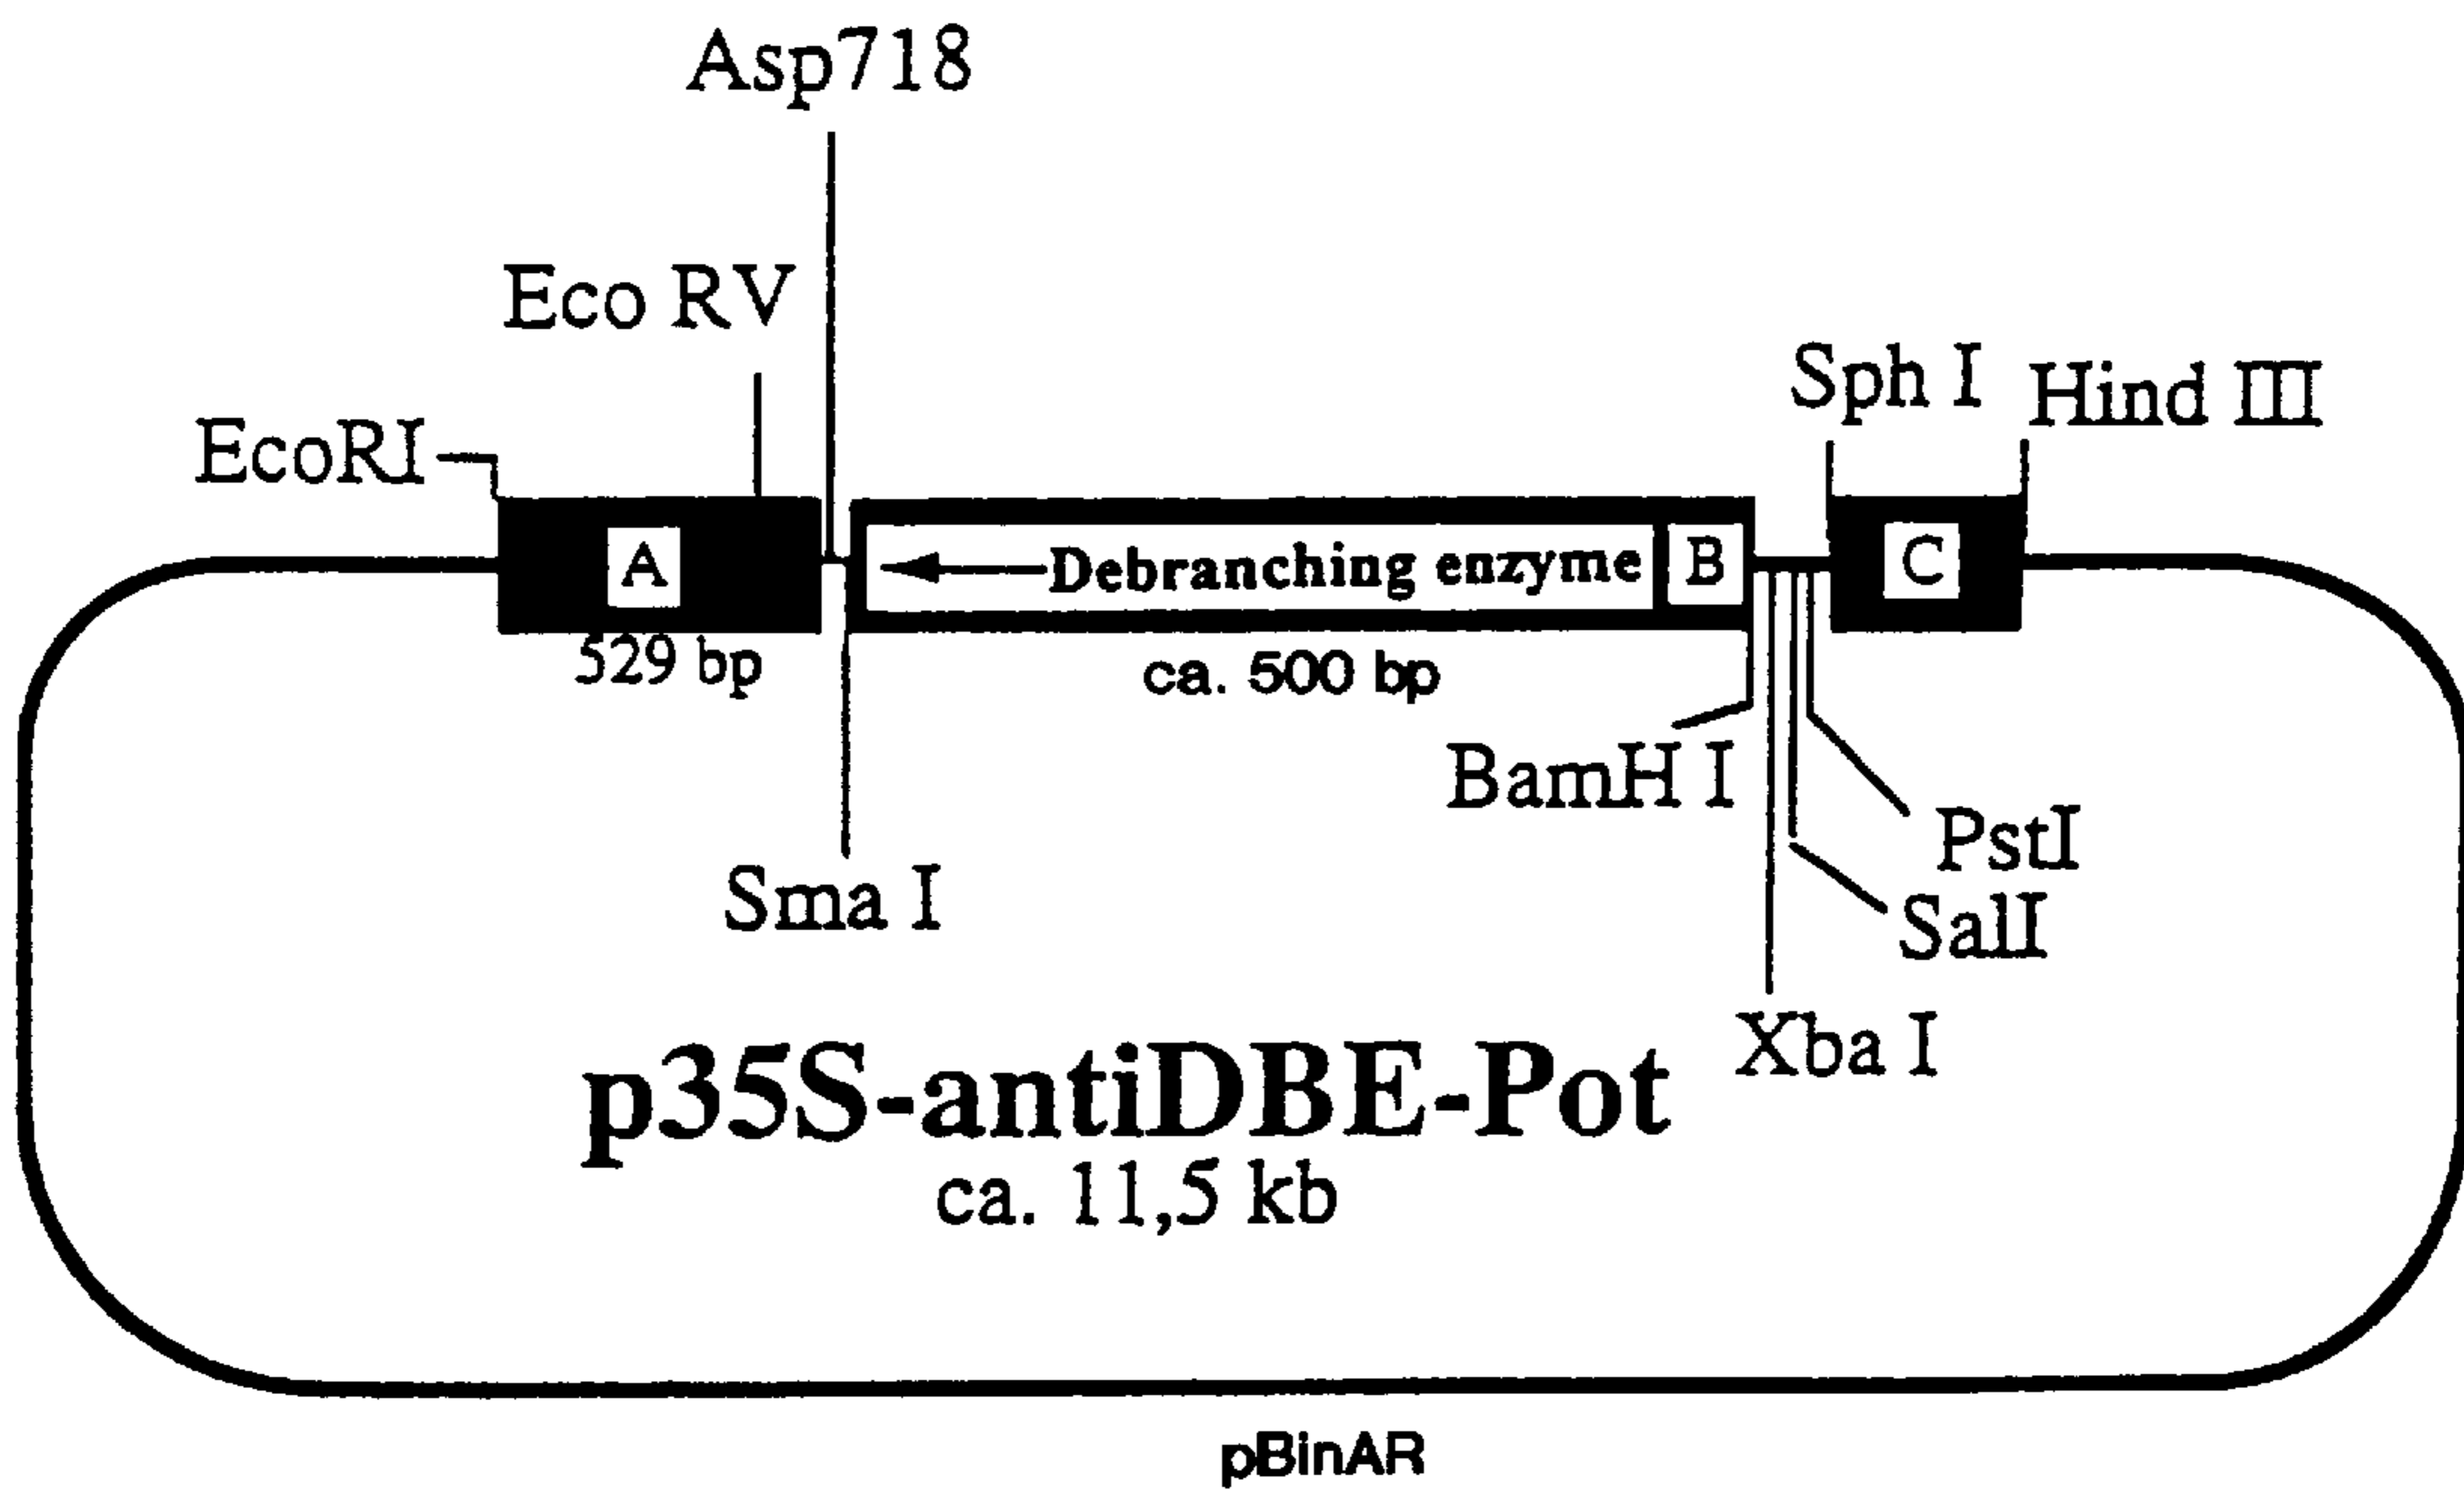 Asp718
Eco RV
EcoRI
Sph I
Hind III
A
Debranching enzyme
B
C
529 bp
ca. 500 bp
BamH I
PstI
Sma I
SalI
Xba I
p35S-antiDBE-Pot
ca. 11,5 kb
pBinAR